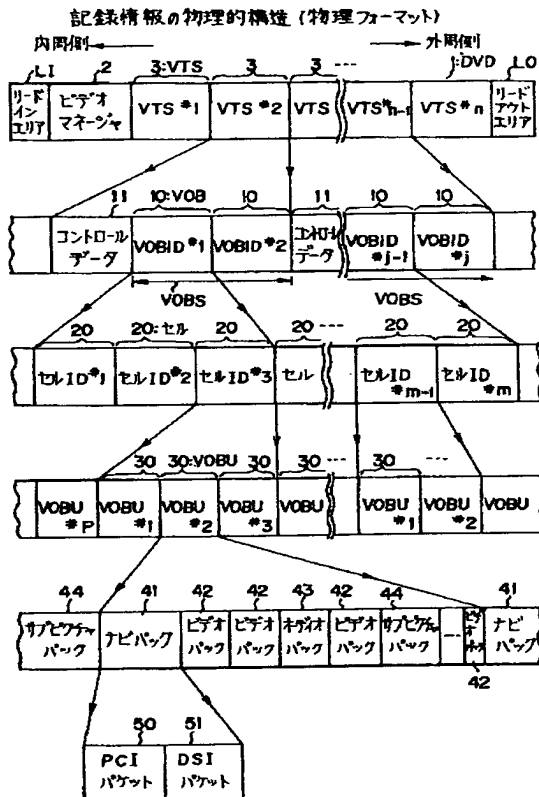 記録情報の物理的構造(物理フォーマット)
内周側 外周側
LI 2 3:VTS 3 3 --- 1:DVD LO
リードインエリア ビデオマネージャ VTS#1 VTS#2 VTS VTS#n-1 VTS#n リードアウトエリア
11 10:VOB 10 11 10 10
コントロールデータ VOBID#1 VOBID#2 コントロールデータ VOBID#j-1 VOBID#j
VOBS VOBS
20 20:セル 20 20 --- 20 20
セルID#1 セルID#2 セルID#3 セル セルID#m-1 セルID#m
30 30:VOBU 30 30 --- 30 ---
VOBU#P VOBU#1 VOBU#2 VOBU#3 VOBU VOBU#1 VOBU#2 VOBU
44 41 42 42 43 42 44 41
サブピクチャパック ナビパック ビデオパック ビデオパック オーディオパック ビデオパック サブピクチャパック --- ビデオパック ナビパック
42
50 51
PCIパケット DSIパケット